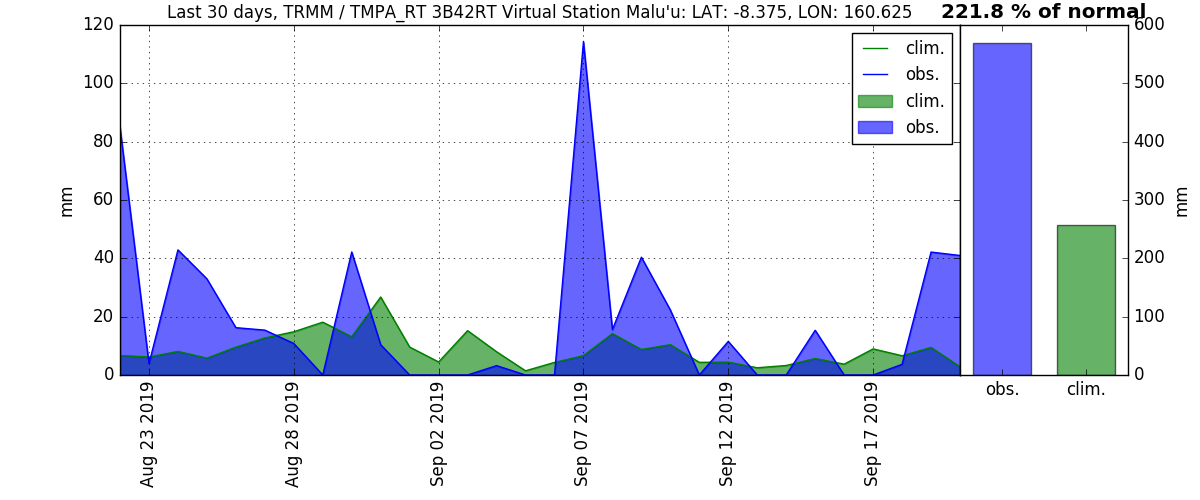 Last 30 days, TRMM / TMPA_RT 3B42RT Virtual Station Malu'u: LAT: -8.375, LON: 160.625
221.8 % of normal
120
100
80
60
40
20
0
mm
clim.
obs.
clim.
obs.
600
500
400
300
200
100
0
mm
Aug 23 2019
Aug 28 2019
Sep 02 2019
Sep 07 2019
Sep 12 2019
Sep 17 2019
obs.
clim.